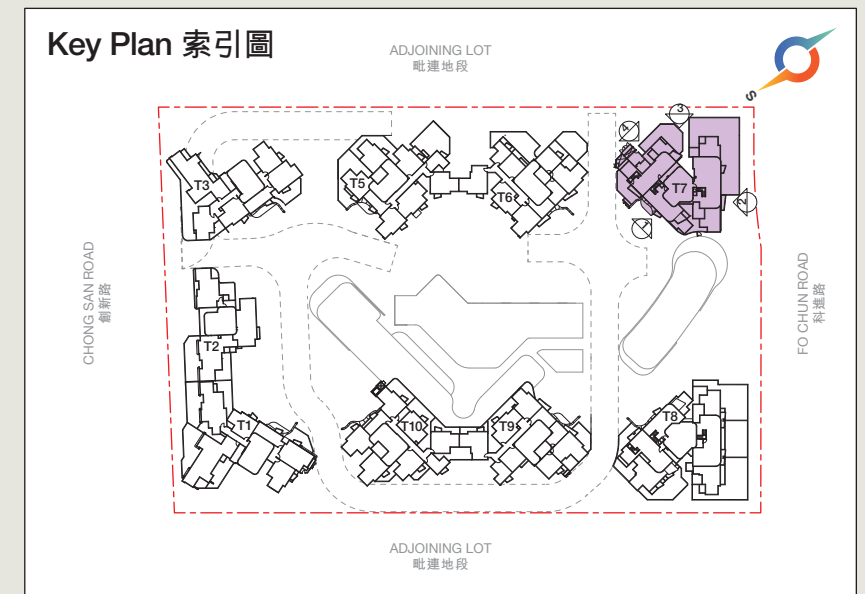 Key Plan 索引圖
ADJOINING LOT
毗連地段
S
3
4
T3
T5
T6
T7
2
1
CHONG SAN ROAD
創新路
FO CHUN ROAD
科進路
T2
T1
T10
T9
T8
ADJOINING LOT
毗連地段